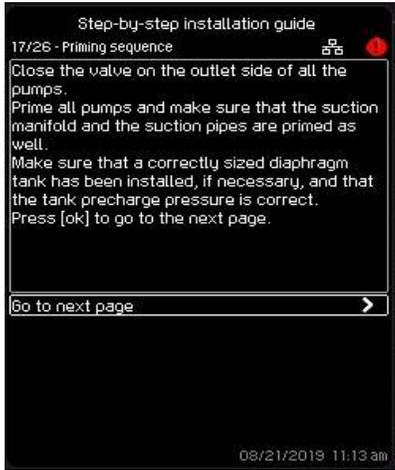 Step-by-step installation guide
17/26 - Priming sequence
!
Close the valve on the outlet side of all the
pumps.
Prime all pumps and make sure that the suction
manifold and the suction pipes are primed as
well.
Make sure that a correctly sized diaphragm
tank has been installed, if necessary, and that
the tank precharge pressure is correct.
Press [ok] to go to the next page.
Go to next page
08/21/2019 11:13 am